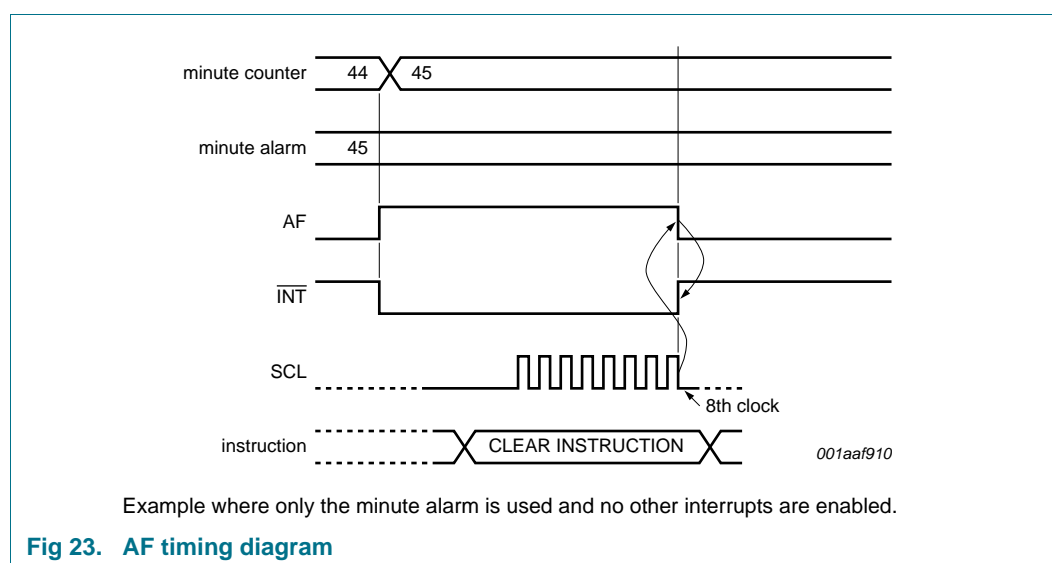 minute counter 44 45
minute alarm 45
AF
INT
SCL
8th clock
instruction CLEAR INSTRUCTION
001aaf910
Example where only the minute alarm is used and no other interrupts are enabled.
Fig 23. AF timing diagram